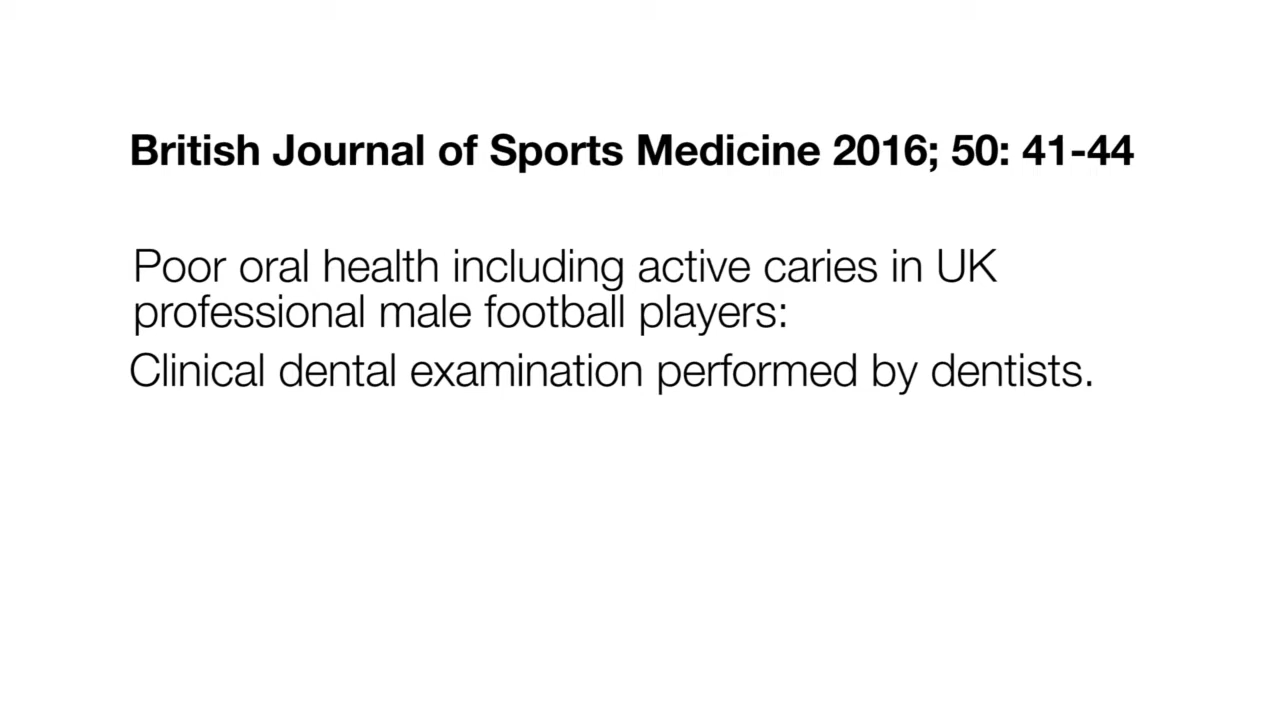 British Journal of Sports Medicine 2016; 50: 41-44
Poor oral health including active caries in UK
professional male football players:
Clinical dental examination performed by dentists.